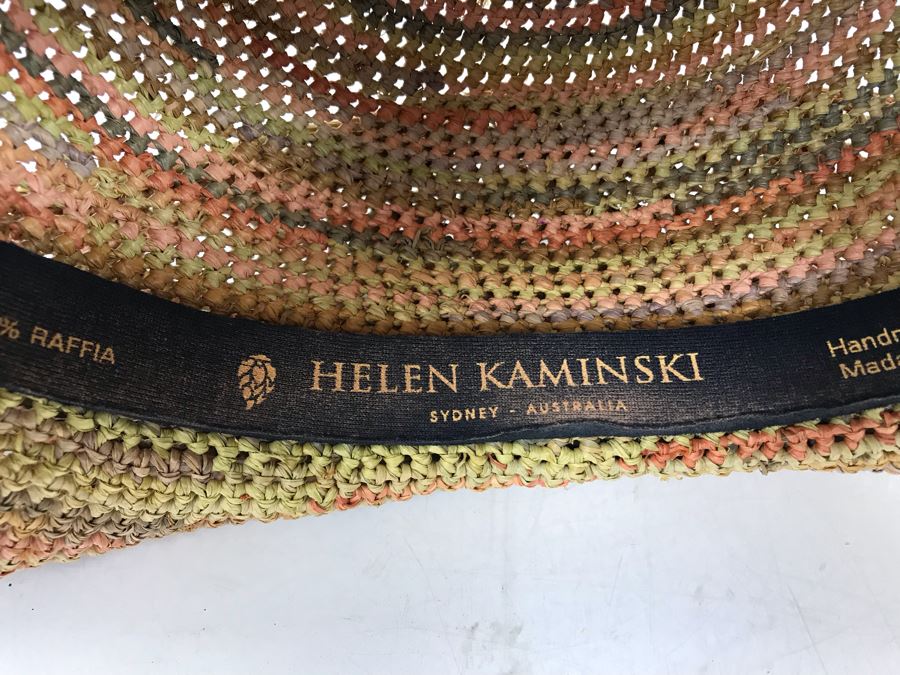 % RAFFIA
HELEN KAMINSKI
SYDNEY - AUSTRALIA